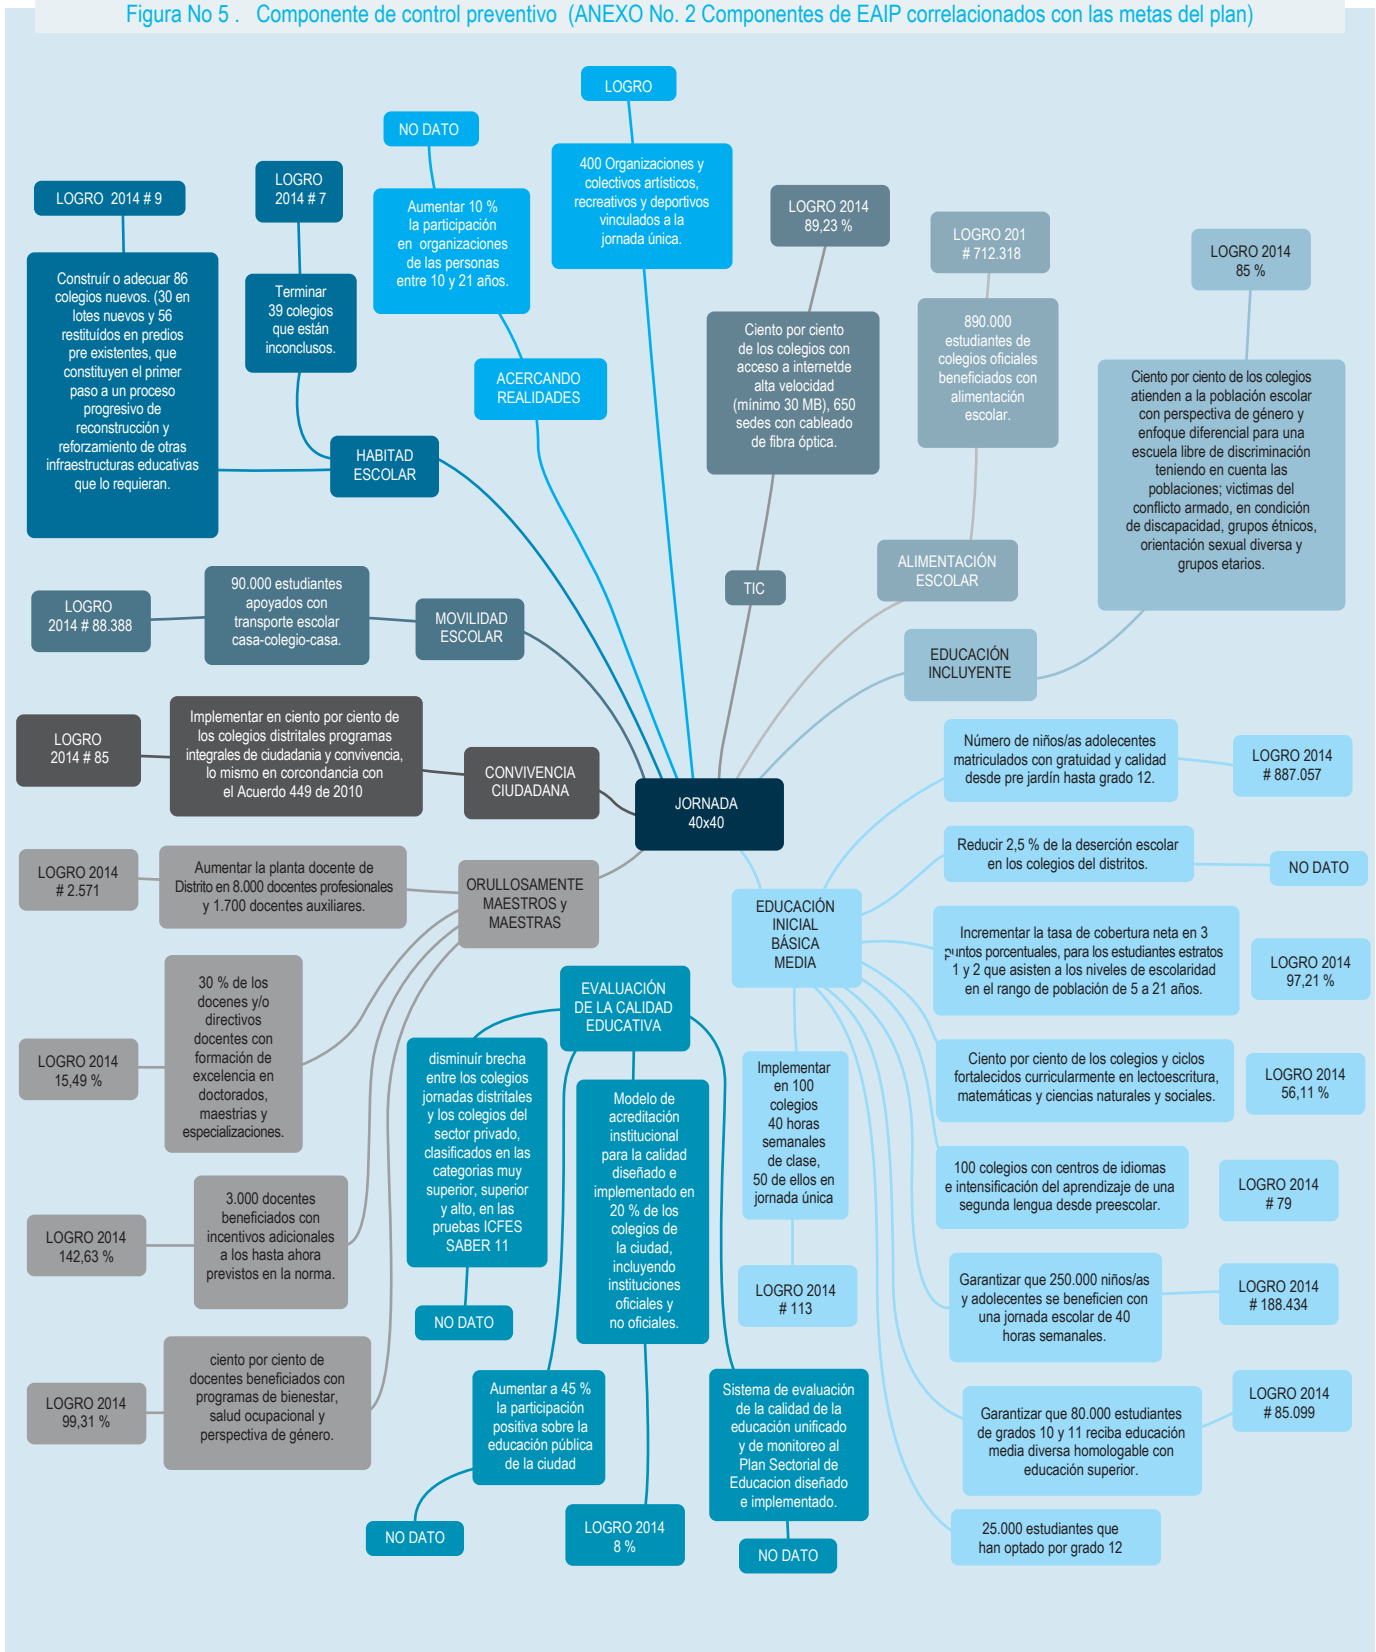 Figura No 5 . Componente de control preventivo (ANEXO No. 2 Componentes de EAIP correlacionados con las metas del plan)
LOGRO
400 Organizaciones y
colectivos artísticos,
recreativos y deportivos
vinculados a la
jornada única.
NO DATO
Aumentar 10 %
la participación
en organizaciones
de las personas
entre 10 y 21 años.
ACERCANDO
REALIDADES
LOGRO
2014 # 7
Terminar
39 colegios
que están
inconclusos.
LOGRO 2014 # 9
Construír o adecuar 86
colegios nuevos. (30 en
lotes nuevos y 56
restituídos en predios
pre existentes, que
constituyen el primer
paso a un proceso
progresivo de
reconstrucción y
reforzamiento de otras
infraestructuras educativas
que lo requieran.
HABITAD
ESCOLAR
LOGRO 2014
89,23 %
Ciento por ciento
de los colegios con
acceso a internetde
alta velocidad
(mínimo 30 MB), 650
sedes con cableado
de fibra óptica.
TIC
LOGRO 201
# 712.318
890.000
estudiantes de
colegios oficiales
beneficiados con
alimentación
escolar.
ALIMENTACIÓN
ESCOLAR
LOGRO 2014
85 %
Ciento por ciento de los colegios
atienden a la población escolar
con perspectiva de género y
enfoque diferencial para una
escuela libre de discriminación
teniendo en cuenta las
poblaciones; victimas del
conflicto armado, en condición
de discapacidad, grupos étnicos,
orientación sexual diversa y
grupos etarios.
EDUCACIÓN
INCLUYENTE
LOGRO
2014 # 88.388
90.000 estudiantes
apoyados con
transporte escolar
casa-colegio-casa.
MOVILIDAD
ESCOLAR
LOGRO
2014 # 85
Implementar en ciento por ciento de
los colegios distritales programas
integrales de ciudadania y convivencia,
lo mismo en corcondancia con
el Acuerdo 449 de 2010
CONVIVENCIA
CIUDADANA
JORNADA
40x40
LOGRO 2014
# 2.571
Aumentar la planta docente de
Distrito en 8.000 docentes profesionales
y 1.700 docentes auxiliares.
ORULLOSAMENTE
MAESTROS y
MAESTRAS
LOGRO 2014
15,49 %
30 % de los
docenes y/o
directivos
docentes con
formación de
excelencia en
doctorados,
maestrias y
especializaciones.
LOGRO 2014
142,63 %
3.000 docentes
beneficiados con
incentivos adicionales
a los hasta ahora
previstos en la norma.
LOGRO 2014
99,31 %
ciento por ciento de
docentes beneficiados con
programas de bienestar,
salud ocupacional y
perspectiva de género.
EVALUACIÓN
DE LA CALIDAD
EDUCATIVA
disminuír brecha
entre los colegios
jornadas distritales
y los colegios del
sector privado,
clasificados en las
categorias muy
superior, superior
y alto, en las
pruebas ICFES
SABER 11
NO DATO
Aumentar a 45 %
la participación
positiva sobre la
educación pública
de la ciudad
NO DATO
Modelo de
acreditación
institucional
para la calidad
diseñado e
implementado en
20 % de los
colegios de
la ciudad,
incluyendo
instituciones
oficiales y
no oficiales.
LOGRO 2014
8 %
Sistema de evaluación
de la calidad de la
educación unificado
y de monitoreo al
Plan Sectorial de
Educacion diseñado
e implementado.
NO DATO
EDUCACIÓN
INICIAL
BÁSICA
MEDIA
Implementar
en 100
colegios
40 horas
semanales
de clase,
50 de ellos en
jornada única
LOGRO 2014
# 113
Número de niños/as adolecentes
matriculados con gratuidad y calidad
desde pre jardín hasta grado 12.
LOGRO 2014
# 887.057
Reducir 2,5 % de la deserción escolar
en los colegios del distritos.
NO DATO
Incrementar la tasa de cobertura neta en 3
puntos porcentuales, para los estudiantes estratos
1 y 2 que asisten a los niveles de escolaridad
en el rango de población de 5 a 21 años.
LOGRO 2014
97,21 %
Ciento por ciento de los colegios y ciclos
fortalecidos curricularmente en lectoescritura,
matemáticas y ciencias naturales y sociales.
LOGRO 2014
56,11 %
100 colegios con centros de idiomas
e intensificación del aprendizaje de una
segunda lengua desde preescolar.
LOGRO 2014
# 79
Garantizar que 250.000 niños/as
y adolecentes se beneficien con
una jornada escolar de 40
horas semanales.
LOGRO 2014
# 188.434
Garantizar que 80.000 estudiantes
de grados 10 y 11 reciba educación
media diversa homologable con
educación superior.
LOGRO 2014
# 85.099
25.000 estudiantes que
han optado por grado 12